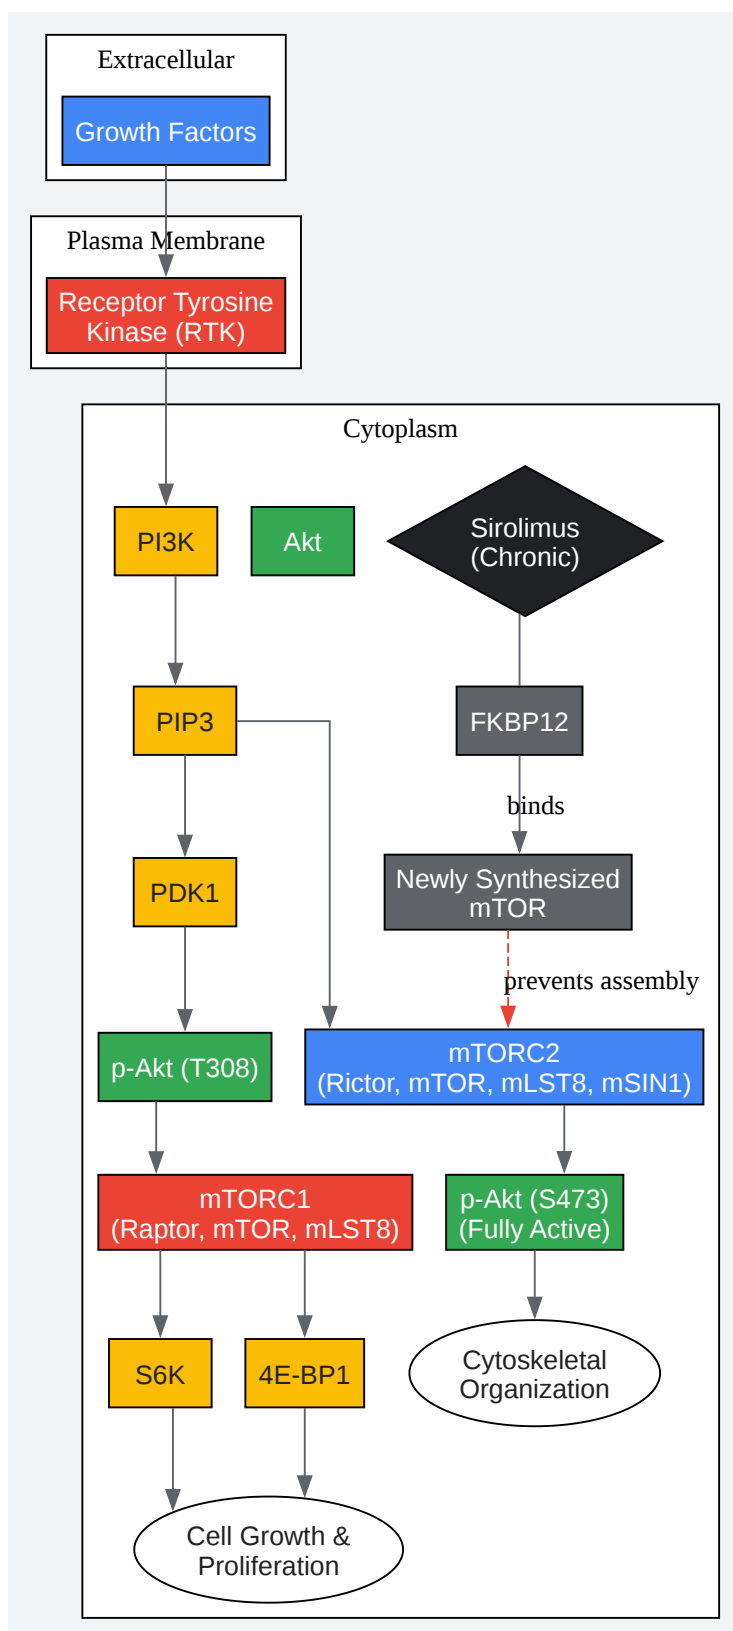 Extracellular
Growth Factors
Plasma Membrane
Receptor Tyrosine
Kinase (RTK)
Cytoplasm
PI3K
Akt
Sirolimus
(Chronic)
PIP3
FKBP12
binds
PDK1
Newly Synthesized
mTOR
prevents assembly
p-Akt (T308)
mTORC2
(Rictor, mTOR, mLST8, mSIN1)
mTORC1
(Raptor, mTOR, mLST8)
p-Akt (S473)
(Fully Active)
S6K
4E-BP1
Cytoskeletal
Organization
Cell Growth &
Proliferation